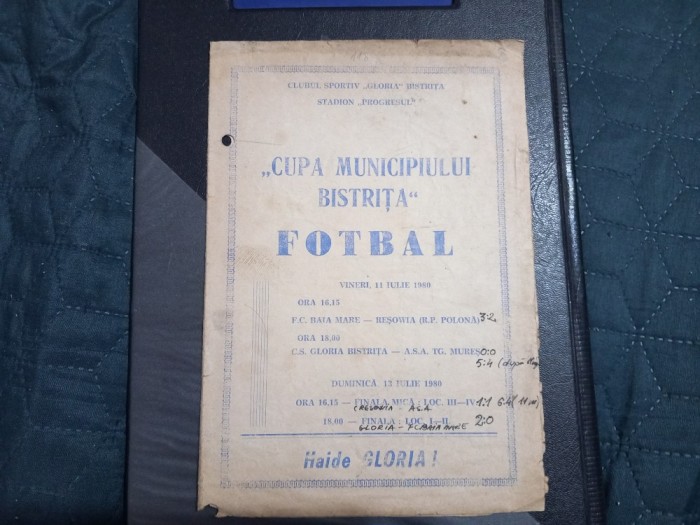 CLUBUL SPORTIV „GLORIA" BISTRIȚA
STADION „PROGRESUL"
„CUPA MUNICIPIULUI
BISTRIȚA"
FOTBAL
VINERI, 11 IULIE 1980
ORA 16,15
F.C. BAIA MARE — RESOWIA (R.P. POLONĂ) 3:2
ORA 18,00
C.S. GLORIA BISTRIȚA — A.S.A. TG. MUREȘ 0:0
5:4 (după
DUMINICĂ 13 IULIE 1980
ORA 16,15 — FINALA MICĂ: LOC. III—IV 1:1 6:4 (11 m)
A.S.A.
18,00 — FINALA: LOC. I—II 2:0
GLORIA - F.C. BAIA MARE
Haide GLORIA!